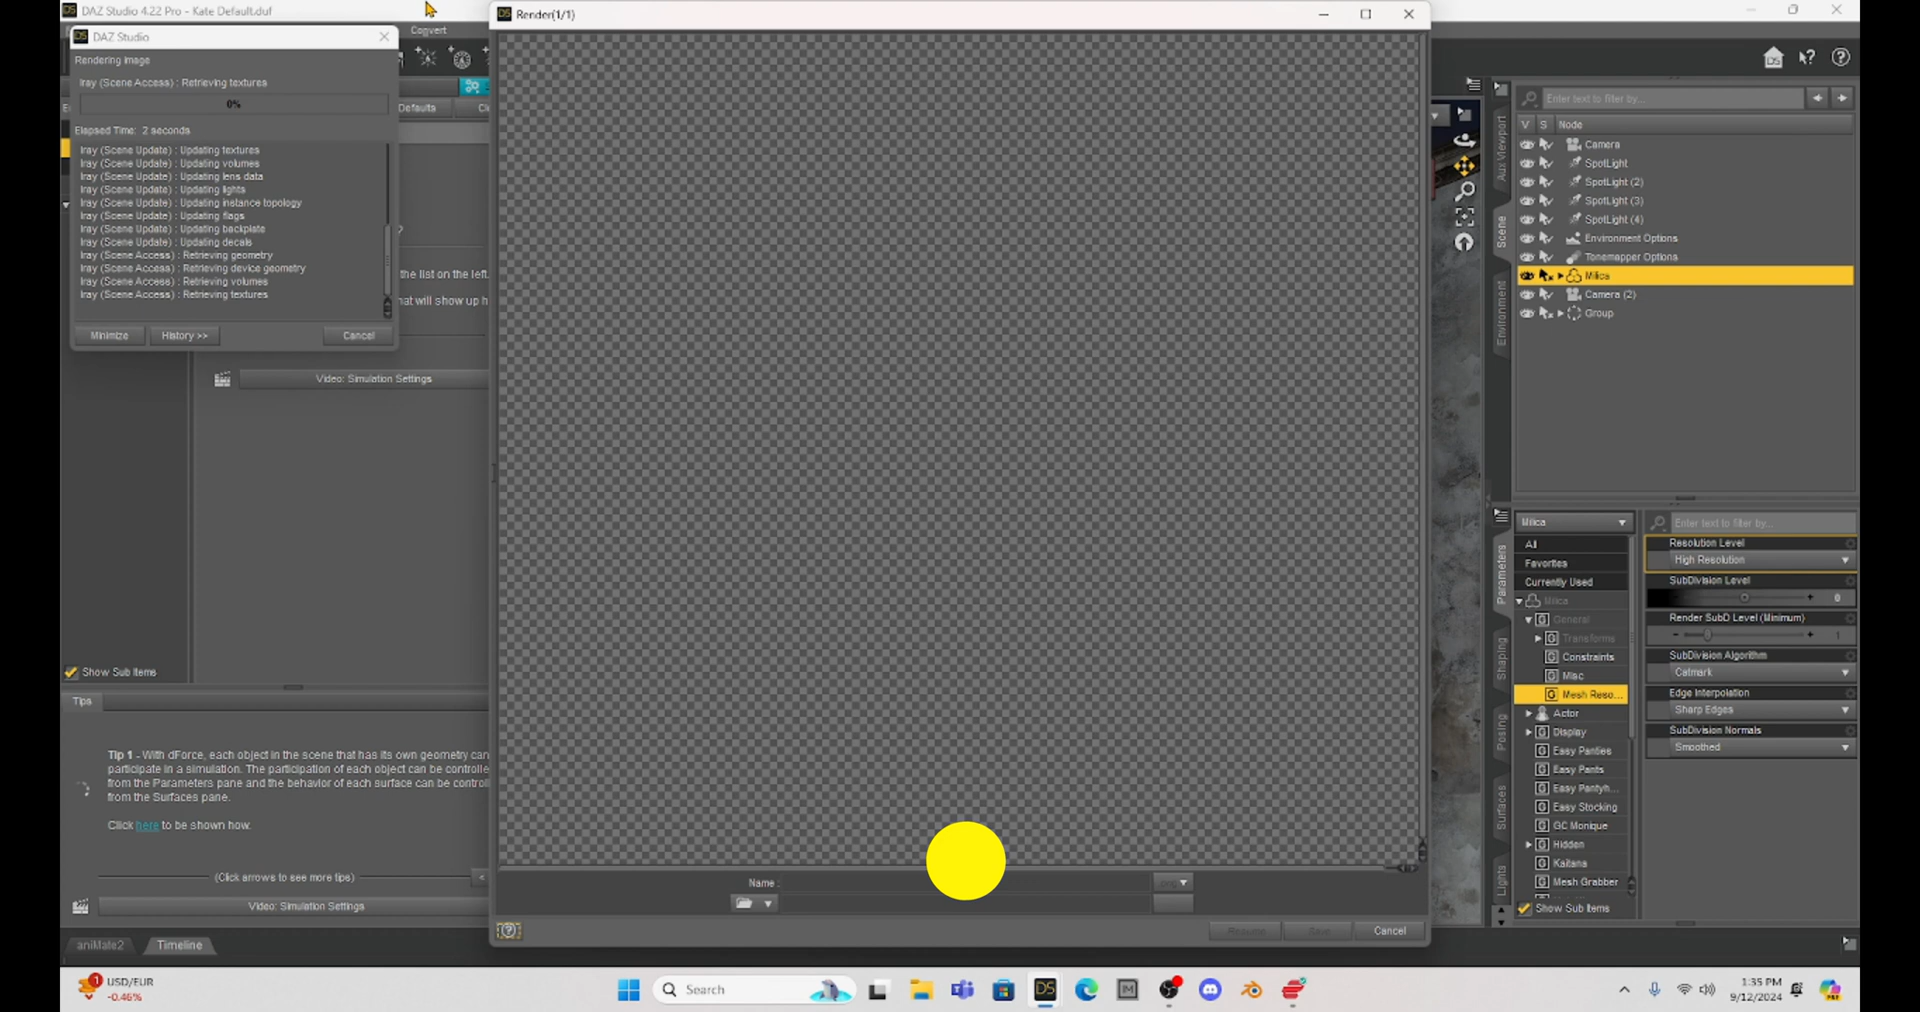 DAZ Studio 4.22 Pro - Kate Default.duf
Render(1/1)
Convert
DAZ Studio
Rendering Image
Iray (Scene Access) : Retrieving textures
0%
Defaults
Elapsed Time: 2 seconds
Iray (Scene Update) : Updating textures
Iray (Scene Update) : Updating volumes
Iray (Scene Update) : Updating lens data
Iray (Scene Update) : Updating lights
Iray (Scene Update) : Updating instance topology
Iray (Scene Update) : Updating flags
Iray (Scene Update) : Updating backplate
Iray (Scene Update) : Updating decals
Iray (Scene Access) : Retrieving geometry
Iray (Scene Access) : Retrieving device geometry
Iray (Scene Access) : Retrieving volumes
Iray (Scene Access) : Retrieving textures
the list on the left.
that will show up h
Minimize
History >>
Cancel
Video: Simulation Settings
Show Sub Items
Tips
Tip 1 - With dForce, each object in the scene that has its own geometry can
participate in a simulation. The participation of each object can be controlle
from the Parameters pane and the behavior of each surface can be control
from the Surfaces pane.
Click here to be shown how.
(Click arrows to see more tips)
<
Video: Simulation Settings
aniMate2
Timeline
Name :
.png
Resume
Save
Cancel
Enter text to filter by...
V S Node
Camera
SpotLight
SpotLight (2)
SpotLight (3)
SpotLight (4)
Environment Options
Tonemapper Options
Milica
Camera (2)
Group
Aux Viewport
Scene
Environment
Parameters
Shaping
Posing
Surfaces
Lights
Milica
All
Favorites
Currently Used
Milica
General
Transforms
Constraints
Misc
Mesh Reso...
Actor
Display
Easy Panties
Easy Pants
Easy Pantyh...
Easy Stocking
GC Monique
Hidden
Kaitana
Mesh Grabber
Show Sub Items
Enter text to filter by...
Resolution Level
High Resolution
SubDivision Level
0
Render SubD Level (Minimum)
1
SubDivision Algorithm
Catmark
Edge Interpolation
Sharp Edges
SubDivision Normals
Smoothed
1
USD/EUR
-0.46%
Search
DS
M
1:35 PM
9/12/2024